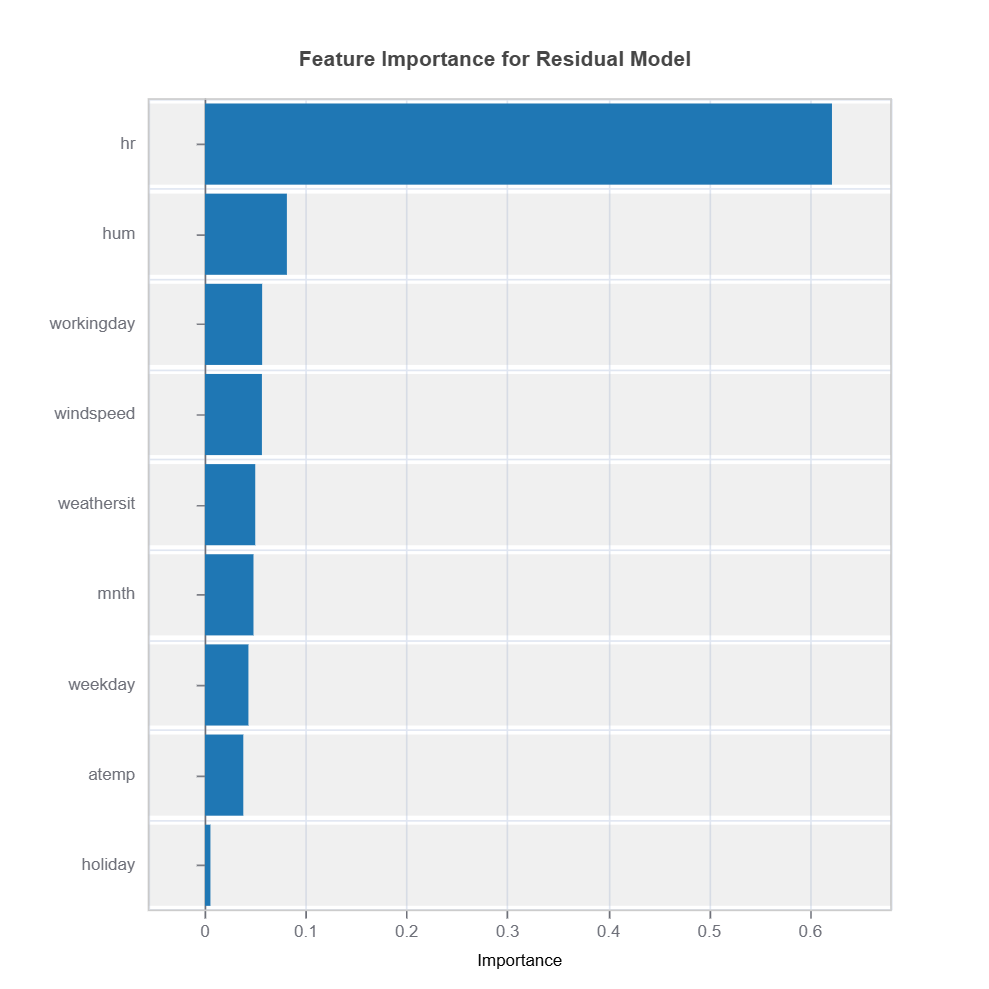 Feature Importance for Residual Model
hr
hum
workingday
windspeed
weathersit
mnth
weekday
atemp
holiday
0 0.1 0.2 0.3 0.4 0.5 0.6
Importance